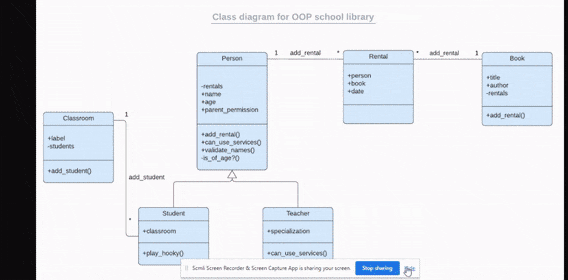 Class diagram for OOP school library
Person
-rentals
+name
+age
+parent_permission
+add_rental()
+can_use_services()
+validate_names()
-is_of_age?()
1
add_rental
*
Rental
+person
+book
+date
*
add_rental
1
Book
+title
+author
-rentals
+add_rental()
Classroom
+label
-students
+add_student()
1
add_student
*
Student
+classroom
+play_hooky()
Teacher
+specialization
+can_use_services()
Scrnli Screen Recorder & Screen Capture App is sharing your screen.
Stop sharing
Hide